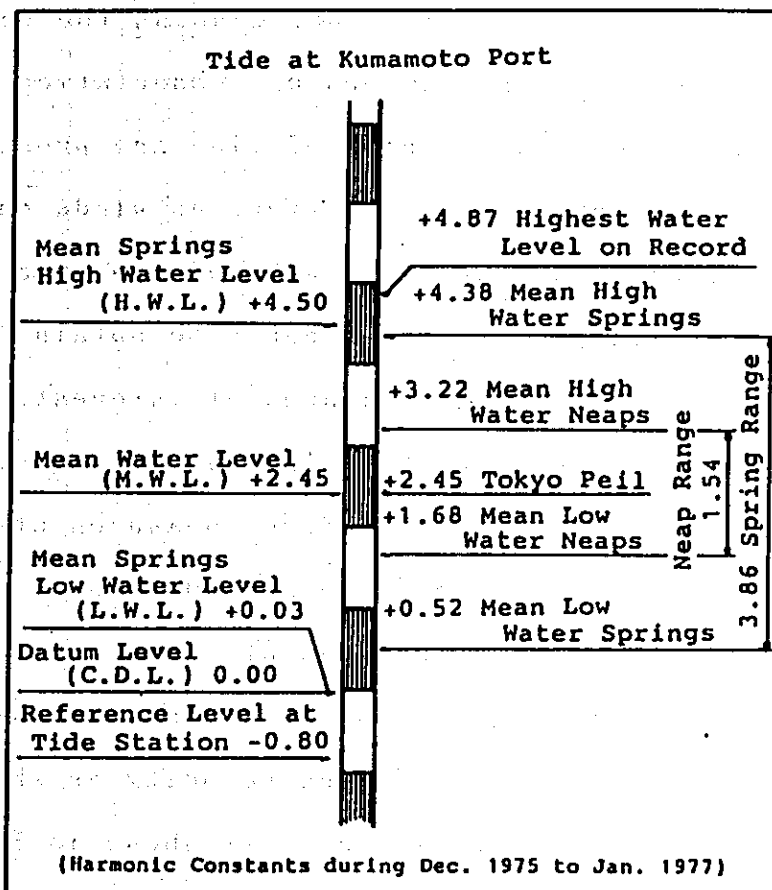 Tide at Kumamoto Port
Mean Springs
High Water Level
(H.W.L.) +4.50
Mean Water Level
(M.W.L.) +2.45
Mean Springs
Low Water Level
(L.W.L.) +0.03
Datum Level
(C.D.L.) 0.00
Reference Level at
Tide Station -0.80
+4.87 Highest Water
Level on Record
+4.38 Mean High
Water Springs
+3.22 Mean High
Water Neaps
+2.45 Tokyo Peil
+1.68 Mean Low
Water Neaps
+0.52 Mean Low
Water Springs
Neap Range
1.54
3.86 Spring Range
(Harmonic Constants during Dec. 1975 to Jan. 1977)